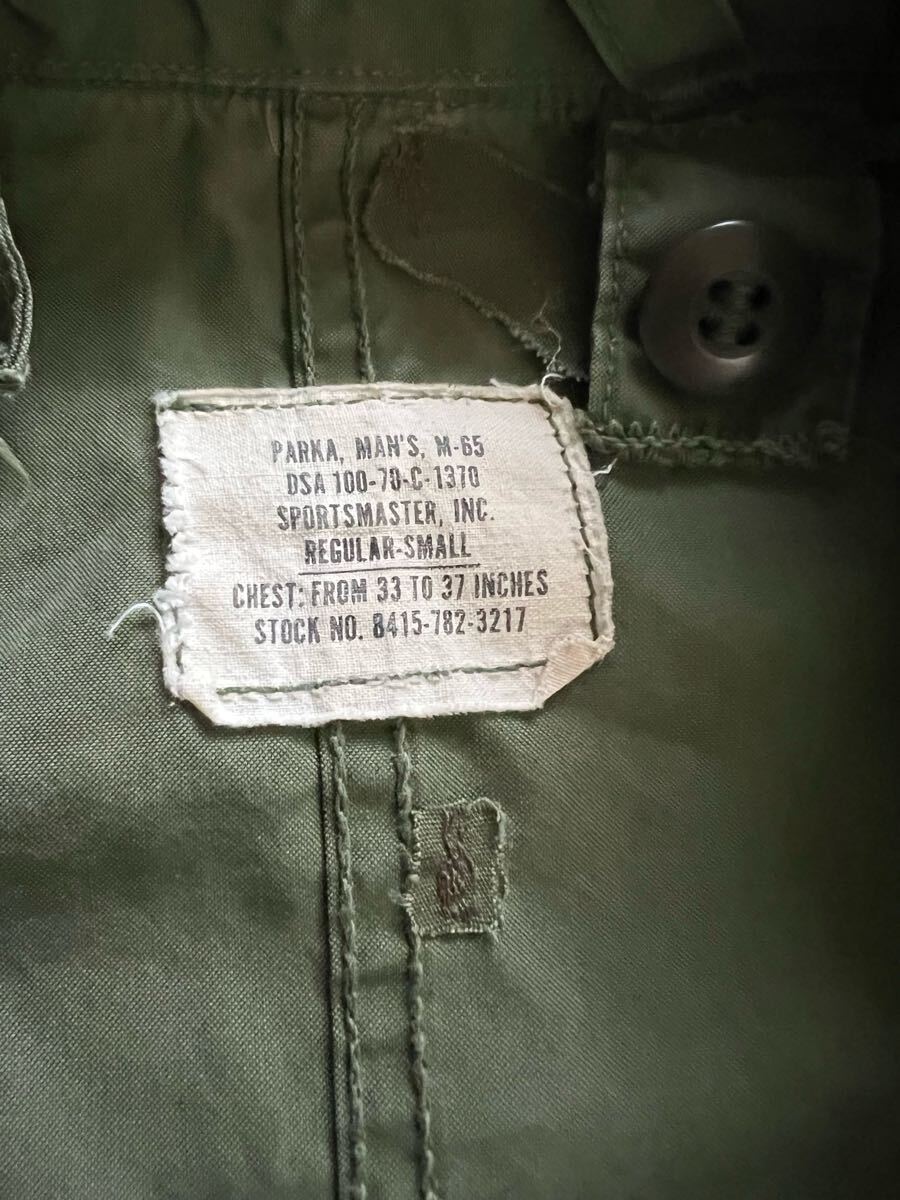 PARKA, MAN'S, M-65
DSA 100-70-C-1370
SPORTSMASTER, INC.
REGULAR-SMALL
CHEST: FROM 33 TO 37 INCHES
STOCK NO. 8415-782-3217